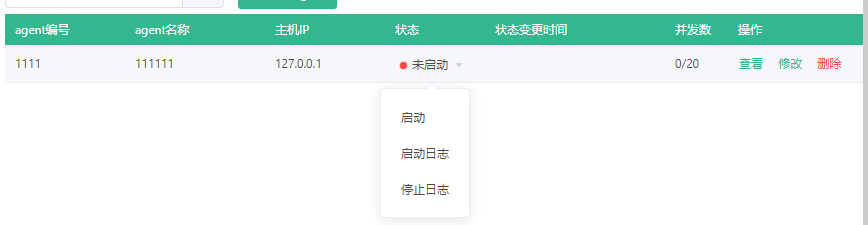 agent编号 agent名称 主机IP 状态 状态变更时间 并发数 操作
1111 111111 127.0.0.1 未启动 0/20 查看 修改 删除
启动
启动日志
停止日志